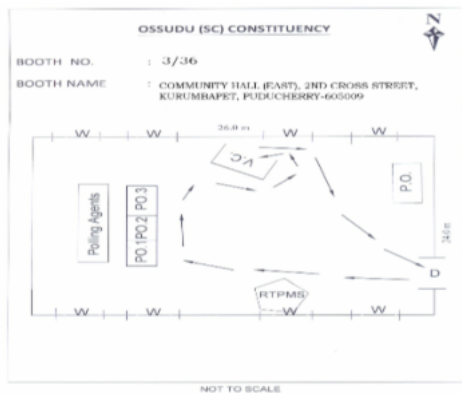 OSSUDU (SC) CONSTITUENCY
N
BOOTH NO. : 3/36
BOOTH NAME : COMMUNITY HALL (EAST), 2ND CROSS STREET,
KURUMBAPET, PUDUCHERRY-605009
26.0 m
W W W W
V.C.
P.O.
Polling Agents
PO.1 PO.2 PO.3
24.0 m
D
RTPMS
W W W W
NOT TO SCALE